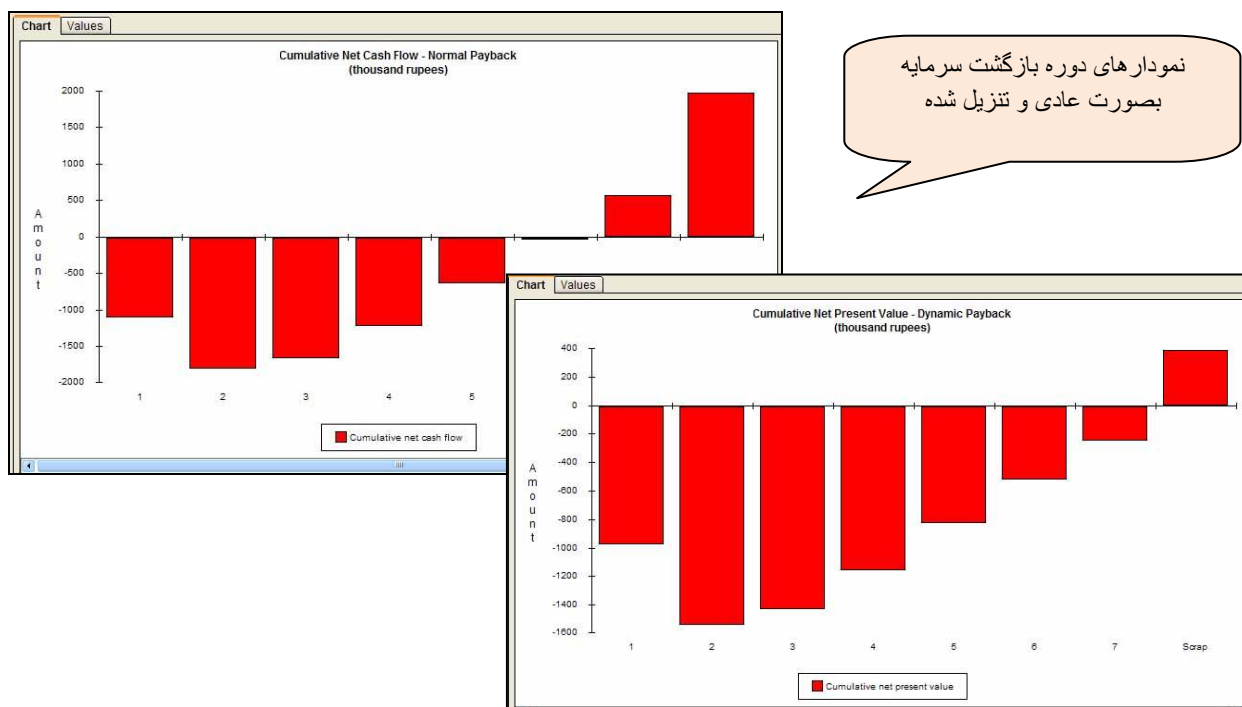 Chart Values
Cumulative Net Cash Flow - Normal Payback
(thousand rupees)
2000
1500
1000
500
0
-500
-1000
-1500
-2000
Amount
1 2 3 4 5
Cumulative net cash flow
نمودارهای دوره بازگشت سرمایه
بصورت عادی و تنزیل شده
Chart Values
Cumulative Net Present Value - Dynamic Payback
(thousand rupees)
400
200
0
-200
-400
-600
-800
-1000
-1200
-1400
-1600
Amount
1 2 3 4 5 6 7 Scrap
Cumulative net present value